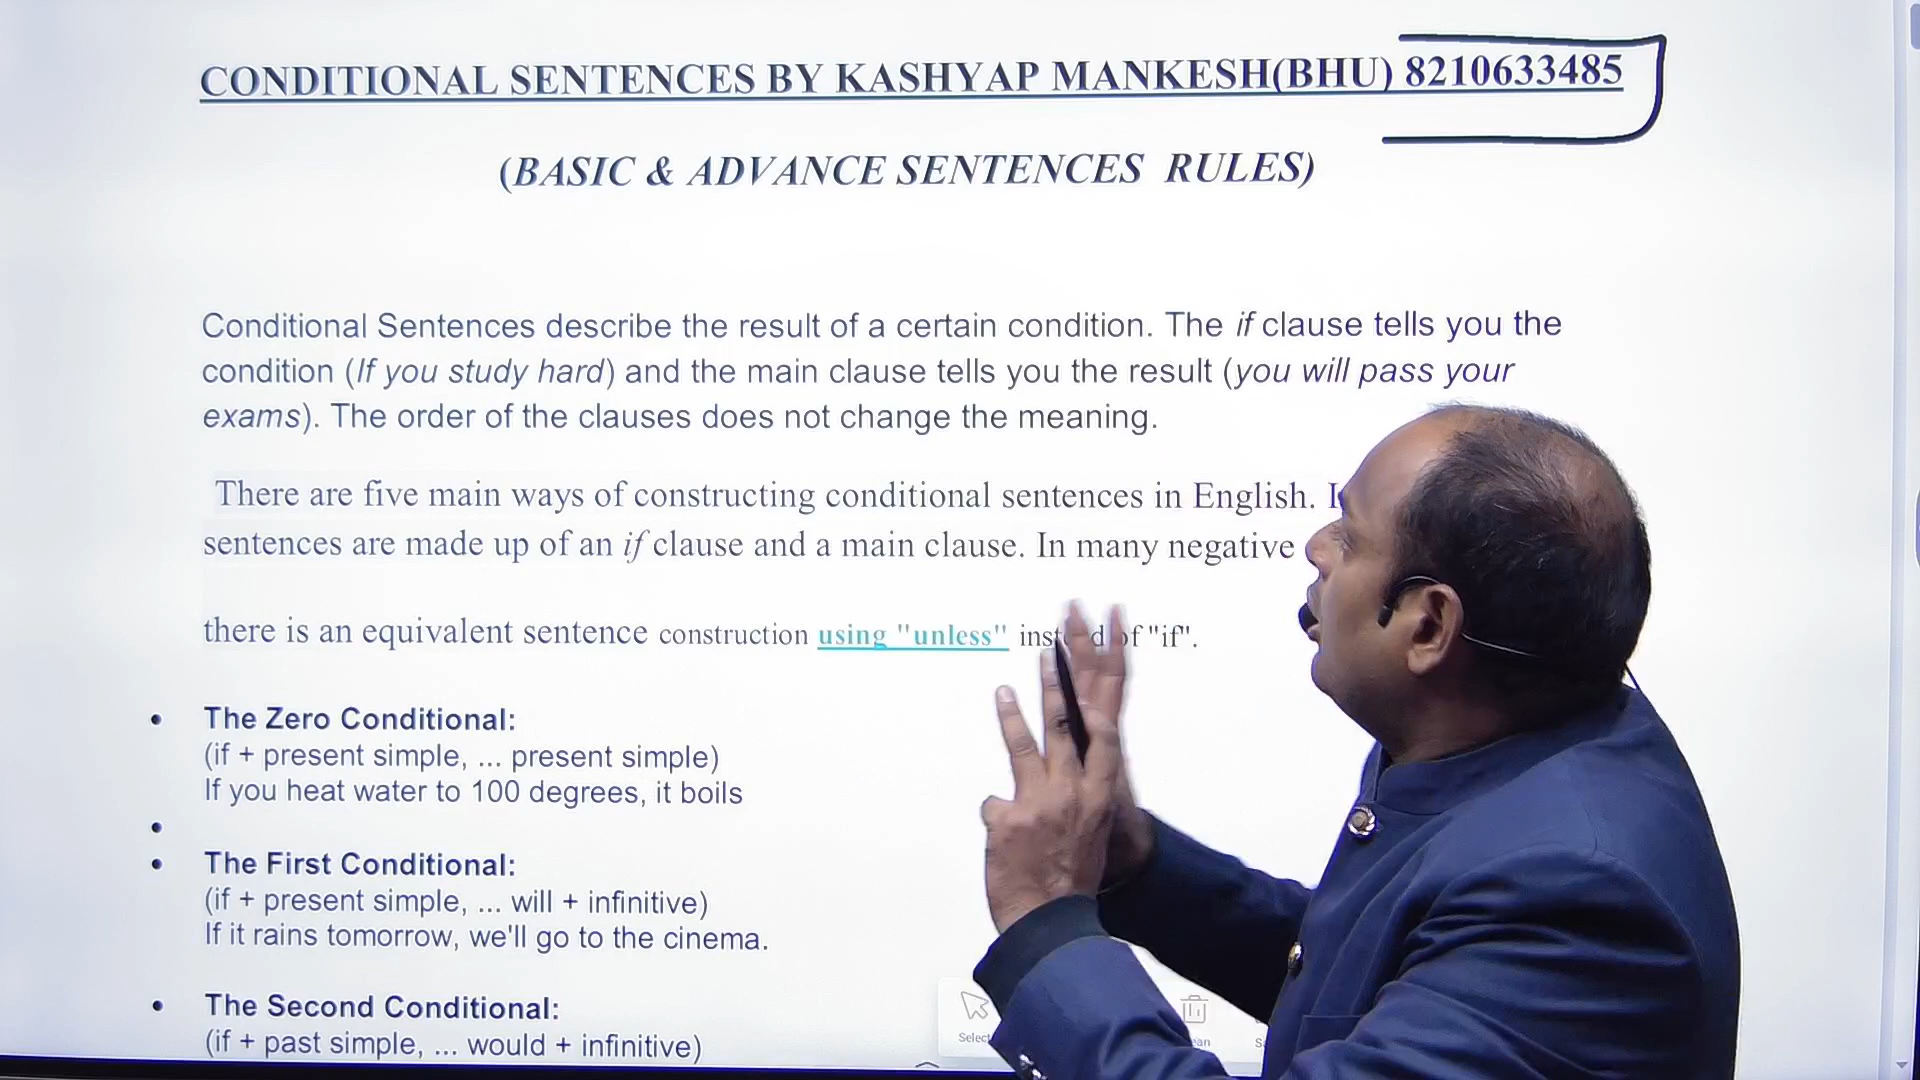 CONDITIONAL SENTENCES BY KASHYAP MANKESH(BHU) 8210633485
(BASIC & ADVANCE SENTENCES RULES)
Conditional Sentences describe the result of a certain condition. The if clause tells you the
condition (If you study hard) and the main clause tells you the result (you will pass your
exams). The order of the clauses does not change the meaning.
There are five main ways of constructing conditional sentences in English.
sentences are made up of an if clause and a main clause. In many negative
there is an equivalent sentence construction using "unless" instead of "if".
• The Zero Conditional:
(if + present simple, ... present simple)
If you heat water to 100 degrees, it boils
•
• The First Conditional:
(if + present simple, ... will + infinitive)
If it rains tomorrow, we'll go to the cinema.
• The Second Conditional:
(if + past simple, ... would + infinitive)
Select